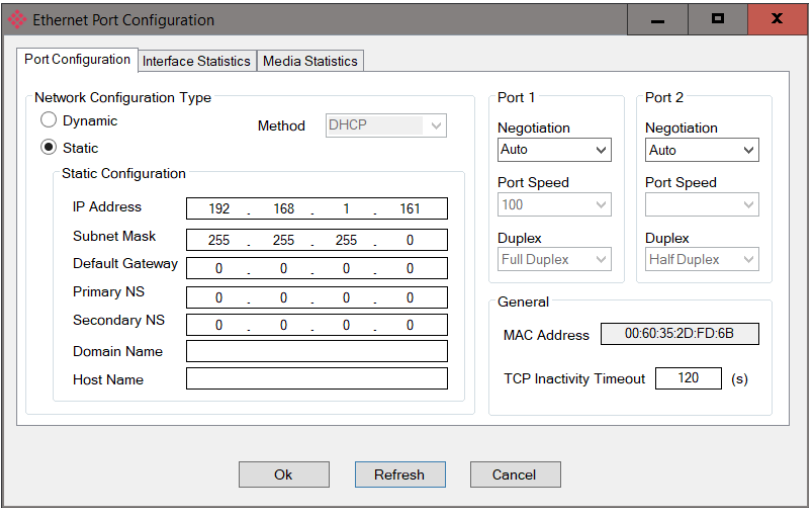 Ethernet Port Configuration
Port Configuration Interface Statistics Media Statistics
Network Configuration Type
Dynamic
Method DHCP
Static
Static Configuration
IP Address 192 . 168 . 1 . 161
Subnet Mask 255 . 255 . 255 . 0
Default Gateway 0 . 0 . 0 . 0
Primary NS 0 . 0 . 0 . 0
Secondary NS 0 . 0 . 0 . 0
Domain Name
Host Name
Port 1
Negotiation
Auto
Port Speed
100
Duplex
Full Duplex
Port 2
Negotiation
Auto
Port Speed
Duplex
Half Duplex
General
MAC Address 00:60:35:2D:FD:6B
TCP Inactivity Timeout 120 (s)
Ok Refresh Cancel